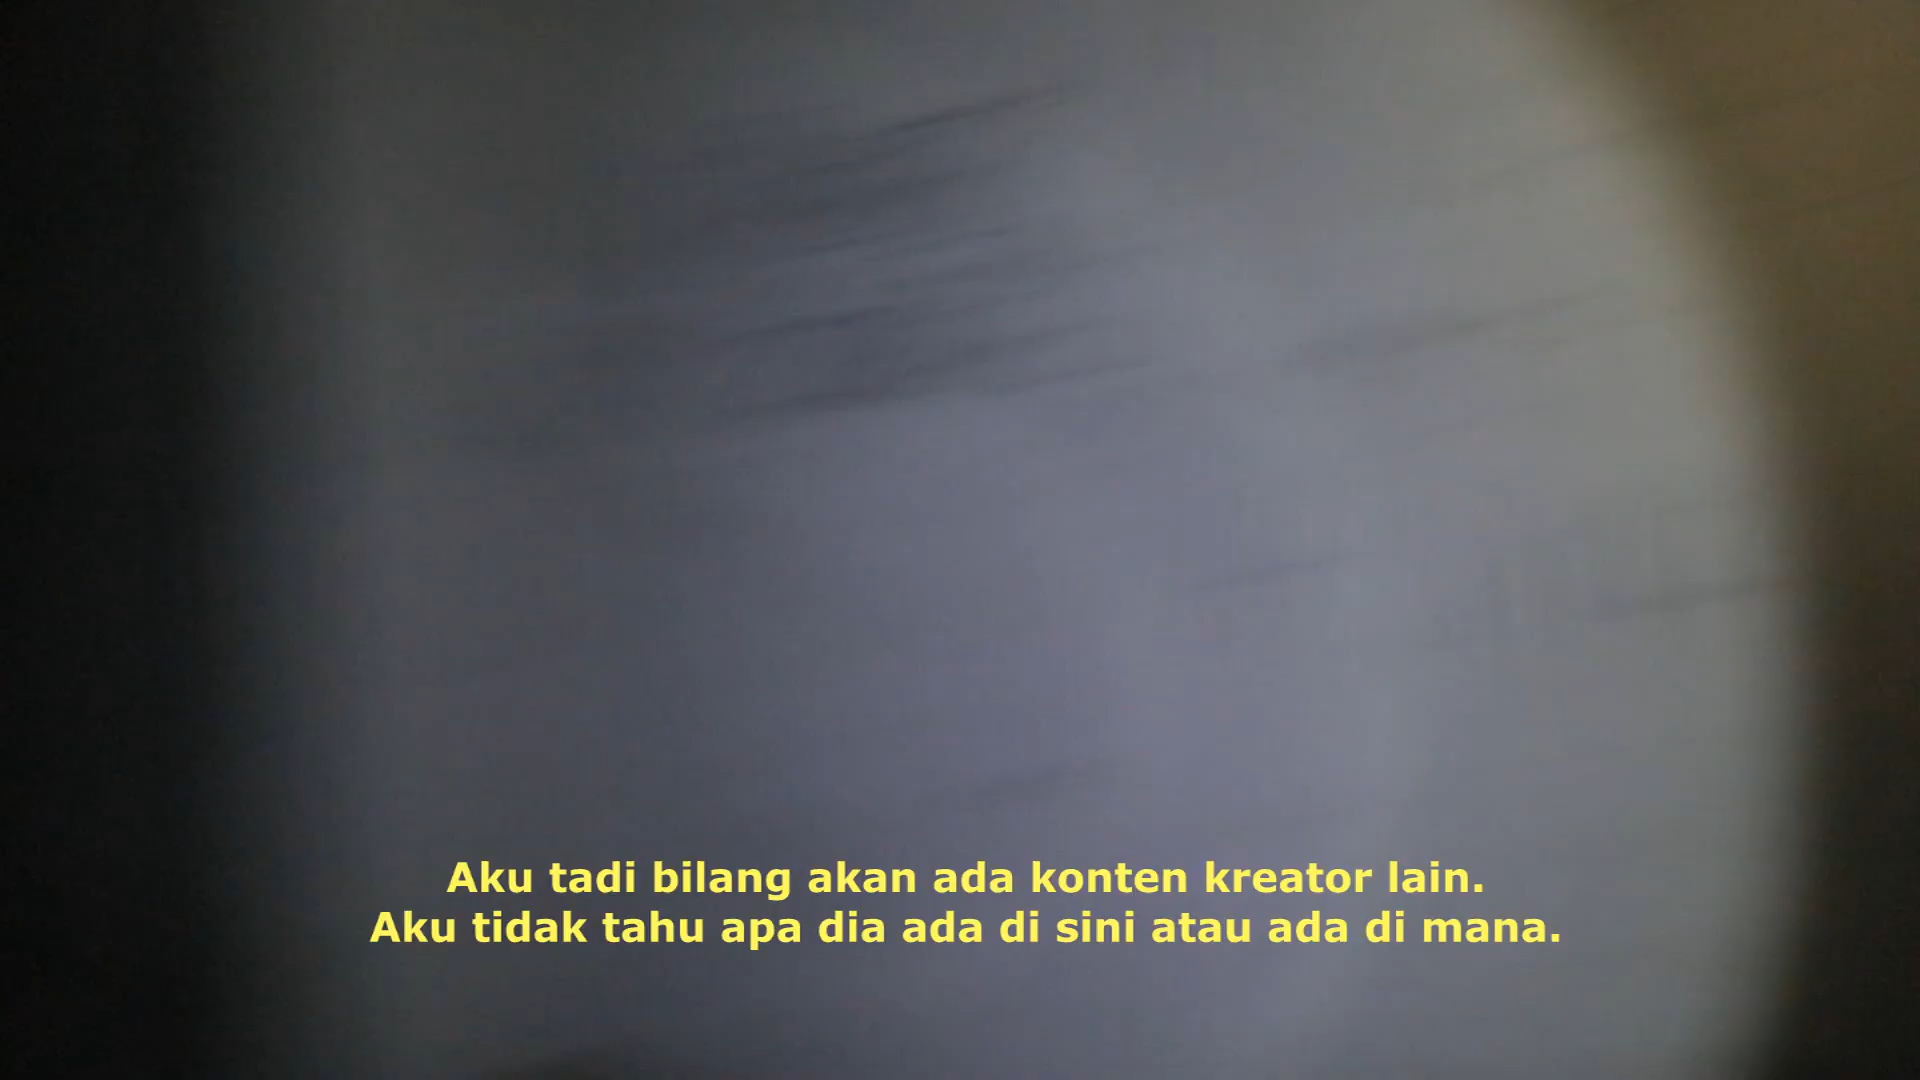 Aku tadi bilang akan ada konten kreator lain.
Aku tidak tahu apa dia ada di sini atau ada di mana.